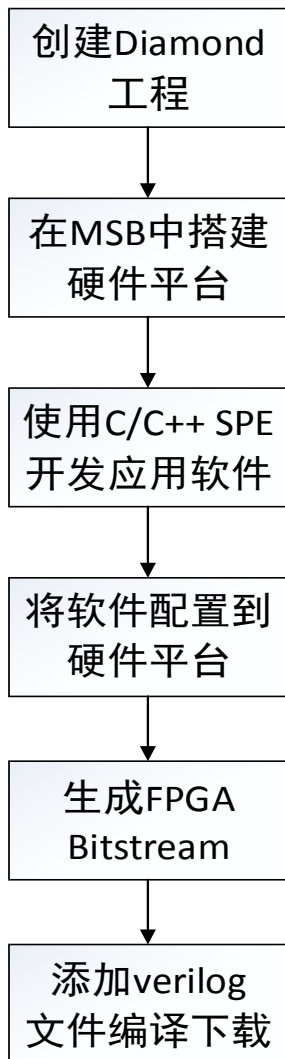 创建Diamond
工程
在MSB中搭建
硬件平台
使用C/C++ SPE
开发应用软件
将软件配置到
硬件平台
生成FPGA
Bitstream
添加verilog
文件编译下载